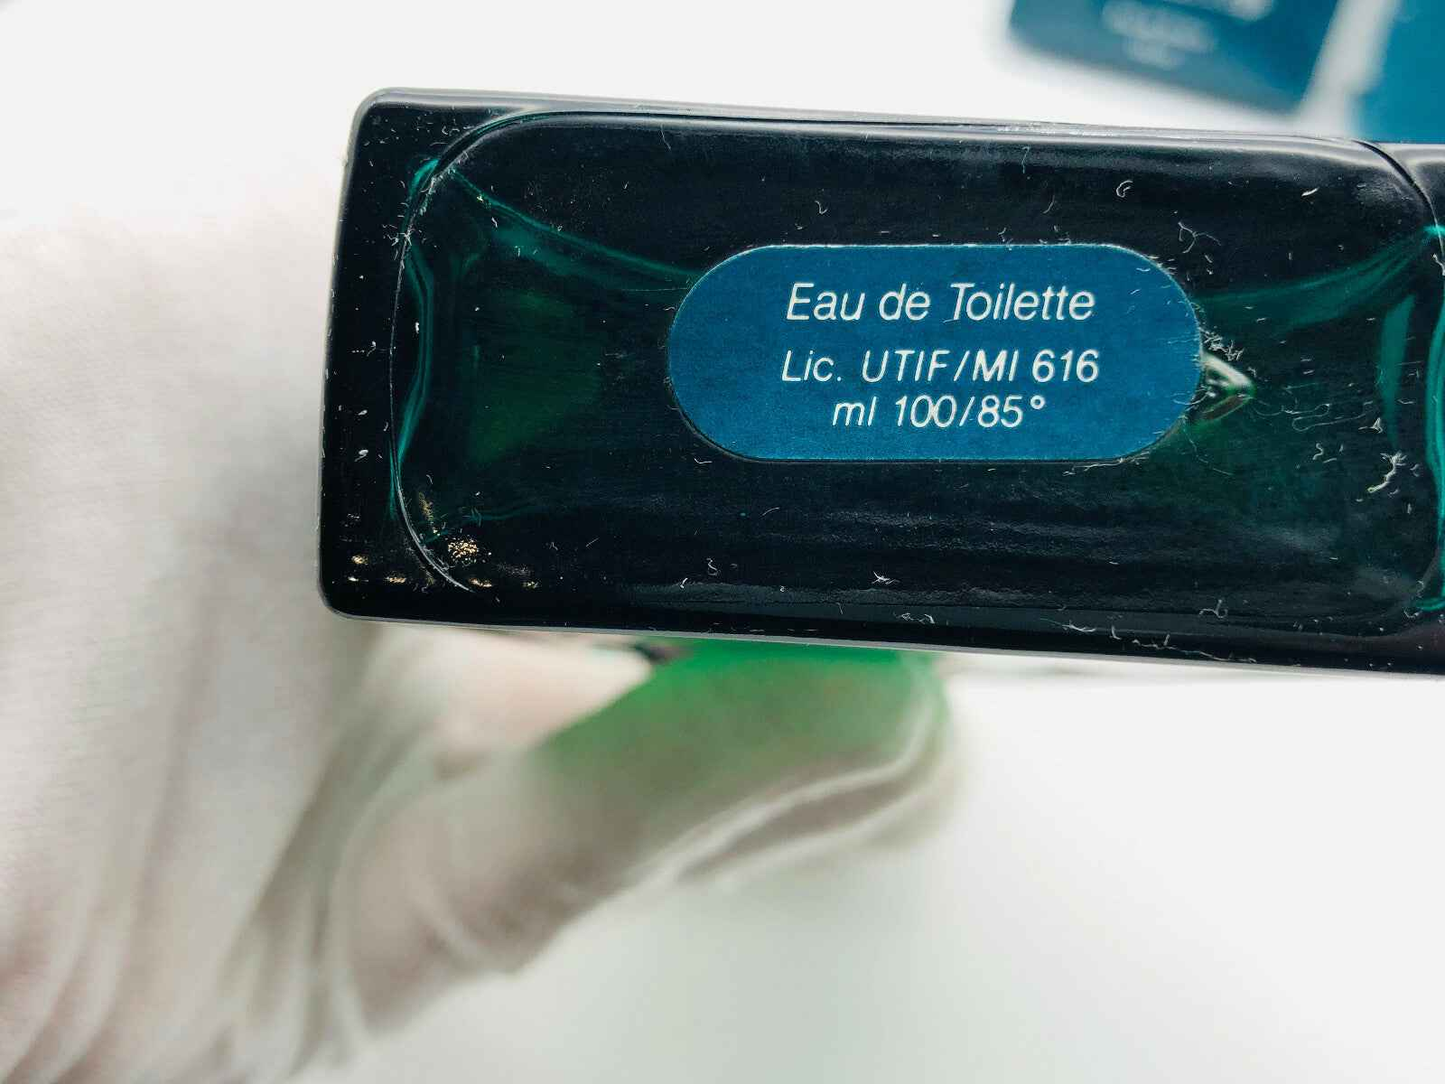 Eau de Toilette
Lic. UTIF/MI 616
ml 100/85°